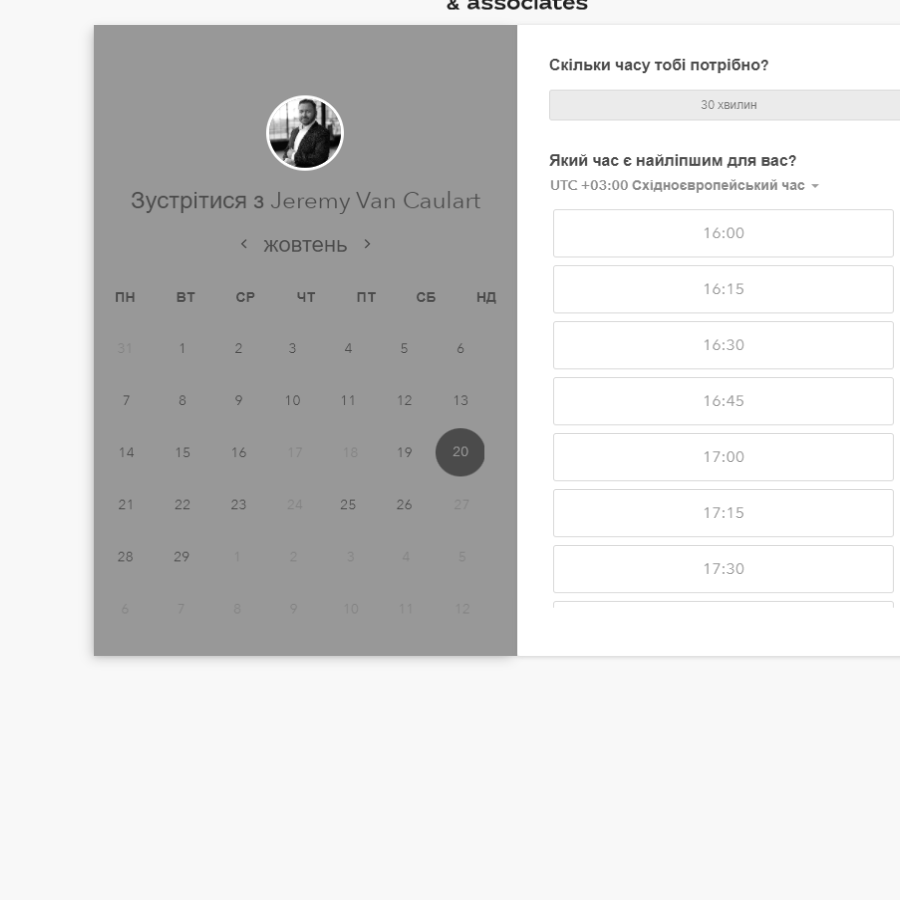 & associates
Зустрітися з Jeremy Van Caulart
‹ жовтень ›
ПН ВТ СР ЧТ ПТ СБ НД
31 1 2 3 4 5 6
7 8 9 10 11 12 13
14 15 16 17 18 19 20
21 22 23 24 25 26 27
28 29 1 2 3 4 5
6 7 8 9 10 11 12
Скільки часу тобі потрібно?
30 хвилин
Який час є найліпшим для вас?
UTC +03:00 Східноєвропейський час
16:00
16:15
16:30
16:45
17:00
17:15
17:30